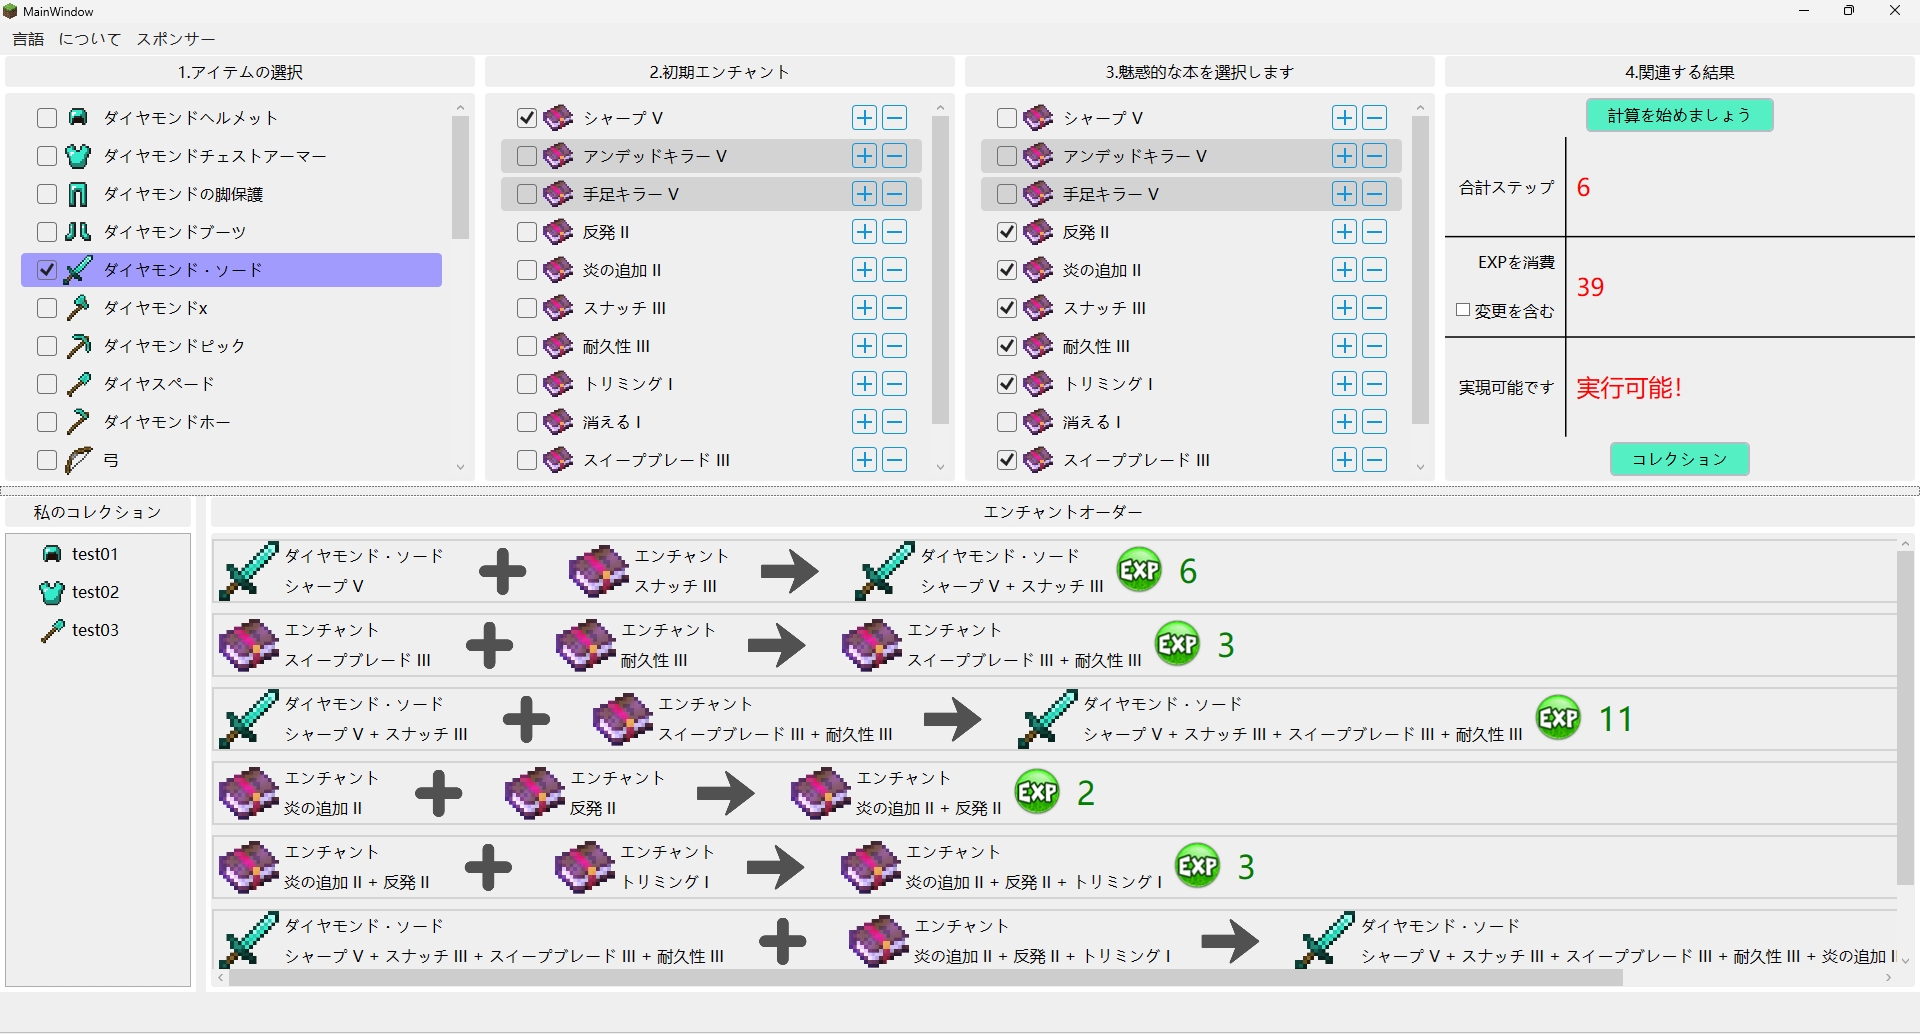 MainWindow
言語 について スポンサー
1.アイテムの選択
ダイヤモンドヘルメット
ダイヤモンドチェストアーマー
ダイヤモンドの脚保護
ダイヤモンドブーツ
ダイヤモンド・ソード
ダイヤモンドx
ダイヤモンドピック
ダイヤスペード
ダイヤモンドホー
弓
2.初期エンチャント
シャープ V
アンデッドキラー V
手足キラー V
反発 II
炎の追加 II
スナッチ III
耐久性 III
トリミング I
消える I
スイープブレード III
3.魅惑的な本を選択します
シャープ V
アンデッドキラー V
手足キラー V
反発 II
炎の追加 II
スナッチ III
耐久性 III
トリミング I
消える I
スイープブレード III
4.関連する結果
計算を始めましょう
合計ステップ 6
EXPを消費 39
変更を含む
実現可能です 実行可能!
コレクション
私のコレクション
test01
test02
test03
エンチャントオーダー
ダイヤモンド・ソード エンチャント ダイヤモンド・ソード
シャープ V スナッチ III シャープ V + スナッチ III EXP 6
エンチャント エンチャント エンチャント
スイープブレード III 耐久性 III スイープブレード III + 耐久性 III EXP 3
ダイヤモンド・ソード エンチャント ダイヤモンド・ソード
シャープ V + スナッチ III スイープブレード III + 耐久性 III シャープ V + スナッチ III + スイープブレード III + 耐久性 III EXP 11
エンチャント エンチャント エンチャント
炎の追加 II 反発 II 炎の追加 II + 反発 II EXP 2
エンチャント エンチャント エンチャント
炎の追加 II + 反発 II トリミング I 炎の追加 II + 反発 II + トリミング I EXP 3
ダイヤモンド・ソード エンチャント ダイヤモンド・ソード
シャープ V + スナッチ III + スイープブレード III + 耐久性 III 炎の追加 II + 反発 II + トリミング I シャープ V + スナッチ III + スイープブレード III + 耐久性 III + 炎の追加 II